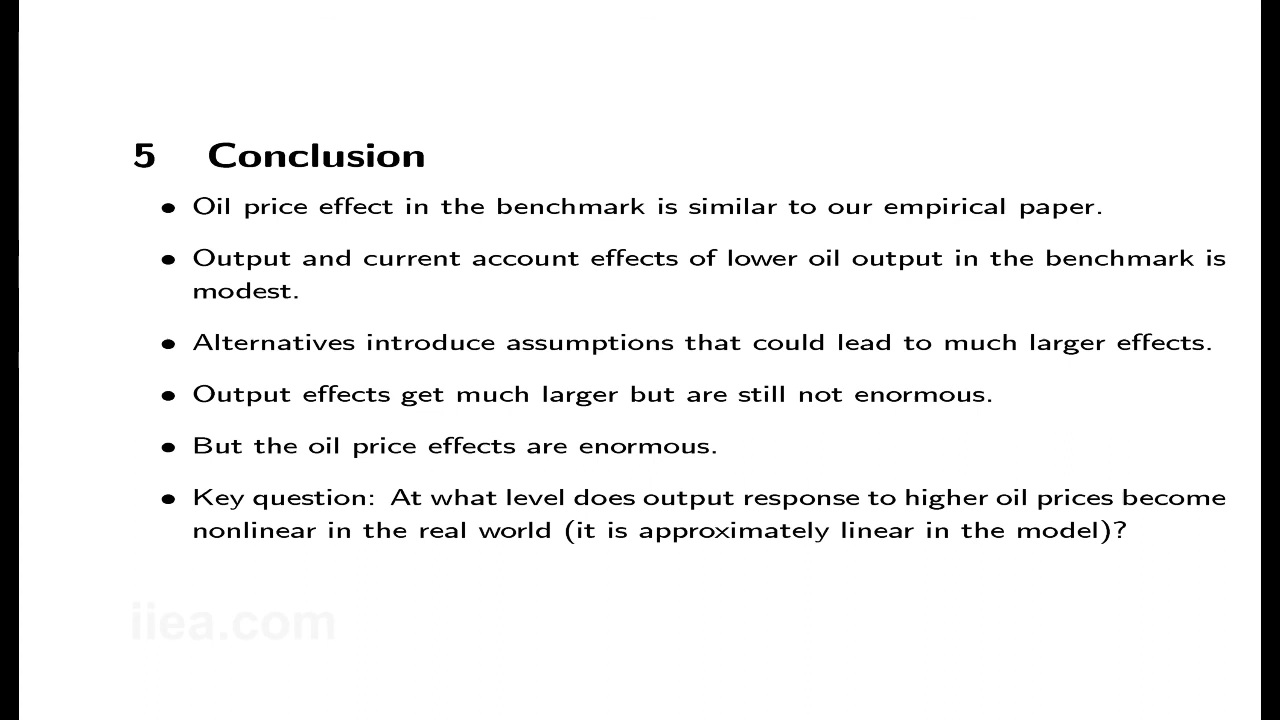 5 Conclusion
• Oil price effect in the benchmark is similar to our empirical paper.
• Output and current account effects of lower oil output in the benchmark is
modest.
• Alternatives introduce assumptions that could lead to much larger effects.
• Output effects get much larger but are still not enormous.
• But the oil price effects are enormous.
• Key question: At what level does output response to higher oil prices become
nonlinear in the real world (it is approximately linear in the model)?
iiea.com